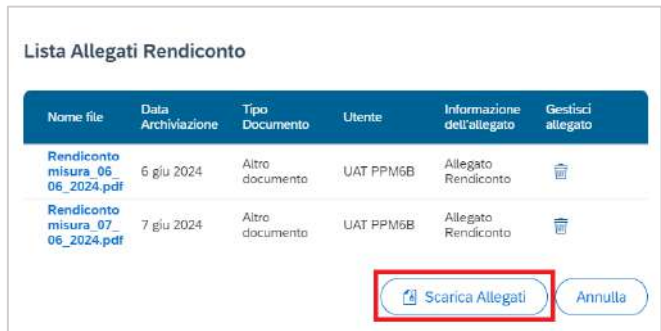 Lista Allegati Rendiconto
Nome file
Data
Archiviazione
Tipo
Documento
Utente
Informazione
dell'allegato
Gestisci
allegato
Rendiconto
misura_06_
06_2024.pdf
6 giu 2024
Altro
documento
UAT PPM6B
Allegato
Rendiconto
Rendiconto
misura_07_
06_2024.pdf
7 giu 2024
Altro
documento
UAT PPM6B
Allegato
Rendiconto
Scarica Allegati
Annulla